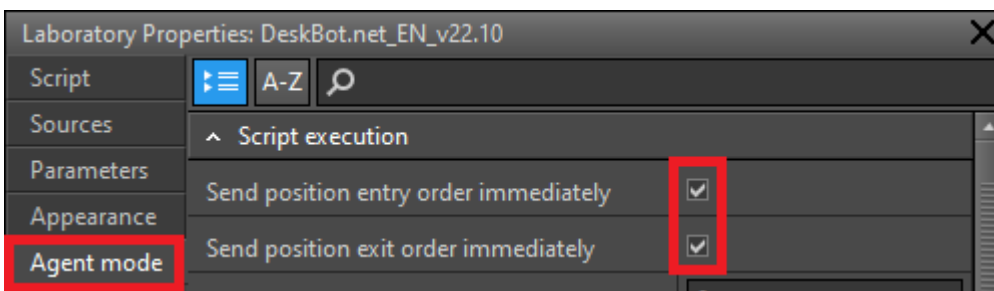 Laboratory Properties: DeskBot.net_EN_v22.10
Script
A-Z
Sources
Script execution
Parameters
Send position entry order immediately
Appearance
Send position exit order immediately
Agent mode